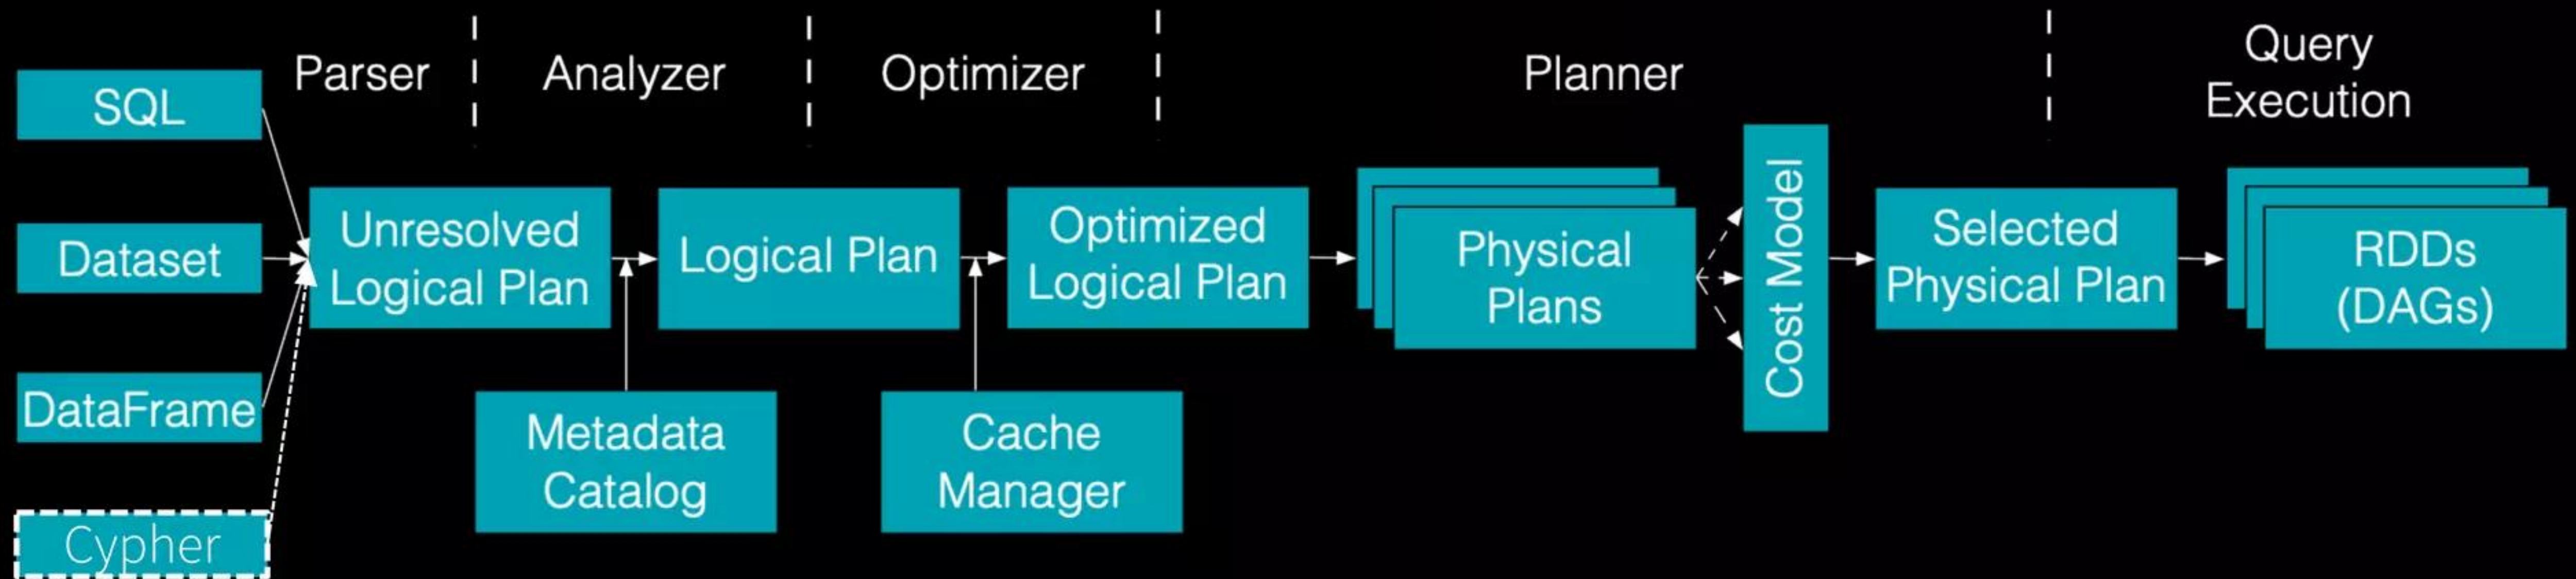 Parser
Analyzer
Optimizer
Planner
Query
Execution
SQL
Dataset
DataFrame
Cypher
Unresolved
Logical Plan
Metadata
Catalog
Logical Plan
Cache
Manager
Optimized
Logical Plan
Physical
Plans
Cost Model
Selected
Physical Plan
RDDs
(DAGs)